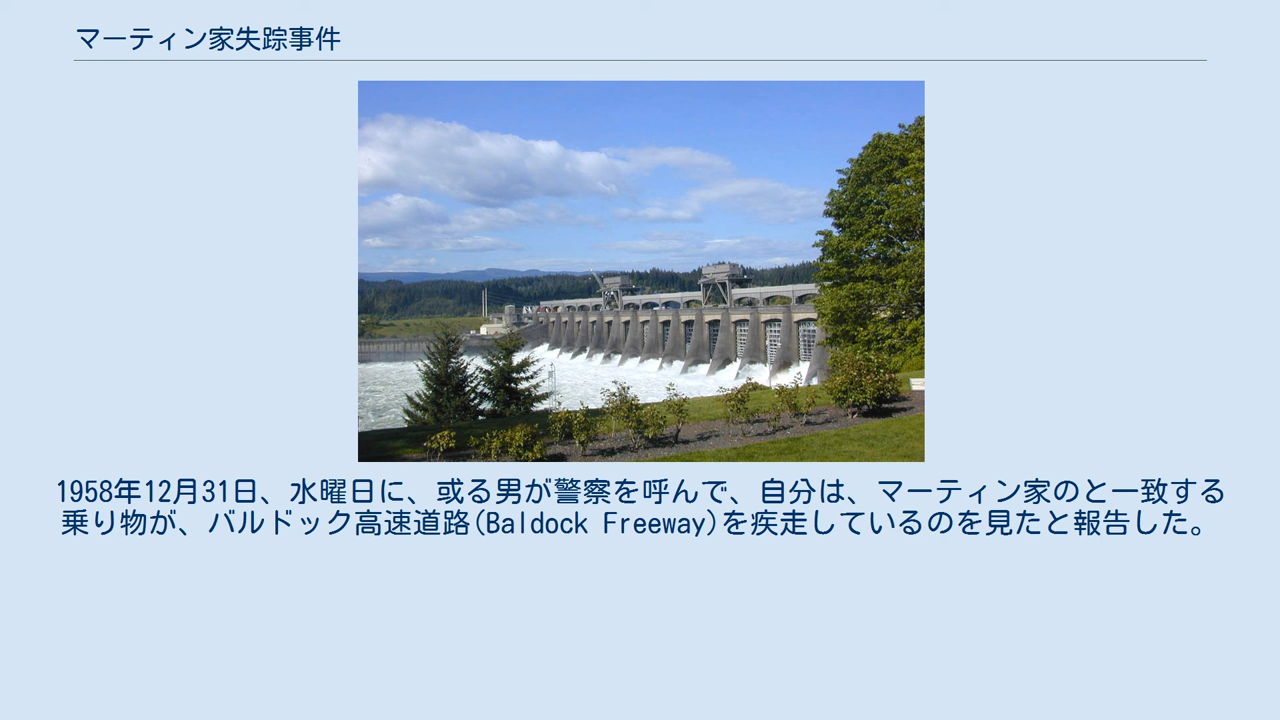 マーティン家失踪事件
1958年12月31日、水曜日に、或る男が警察を呼んで、自分は、マーティン家のと一致する
乗り物が、バルドック高速道路(Baldock Freeway)を疾走しているのを見たと報告した。